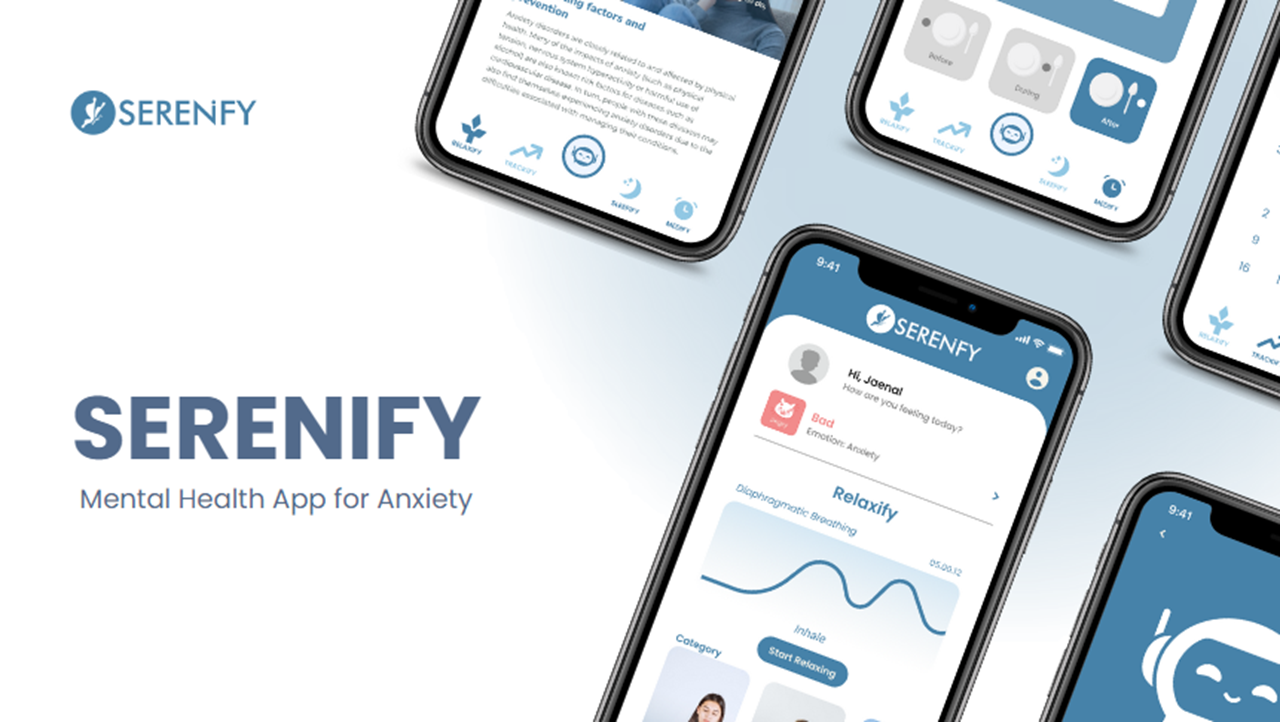 SERENiFY
SERENIFY
Mental Health App for Anxiety
ing factors and
revention
Anxiety disorders are closely related to and affected by physical
health. Many of the impacts of anxiety (such as physical
tension, nervous system hyperactivity or harmful use of
alcohol) are also known risk factors for diseases such as
cardiovascular disease. In turn, people with these diseases may
also find themselves experiencing anxiety disorders due to the
difficulties associated with managing their conditions.
RELAXIFY
TRACKIFY
SLEEPIFY
MEDIFY
Before
During
After
RELAXIFY
TRACKIFY
SLEEPIFY
MEDIFY
2
9
16
RELAXIFY
TRACKIF
9:41
SERENFY
Hi, Jaenal
How are you feeling today?
Bad
Emotion: Anxiety
>
Relaxify
Diaphragmatic Breathing
05.00.12
Inhale
Start Relaxing
Category
9:41
<